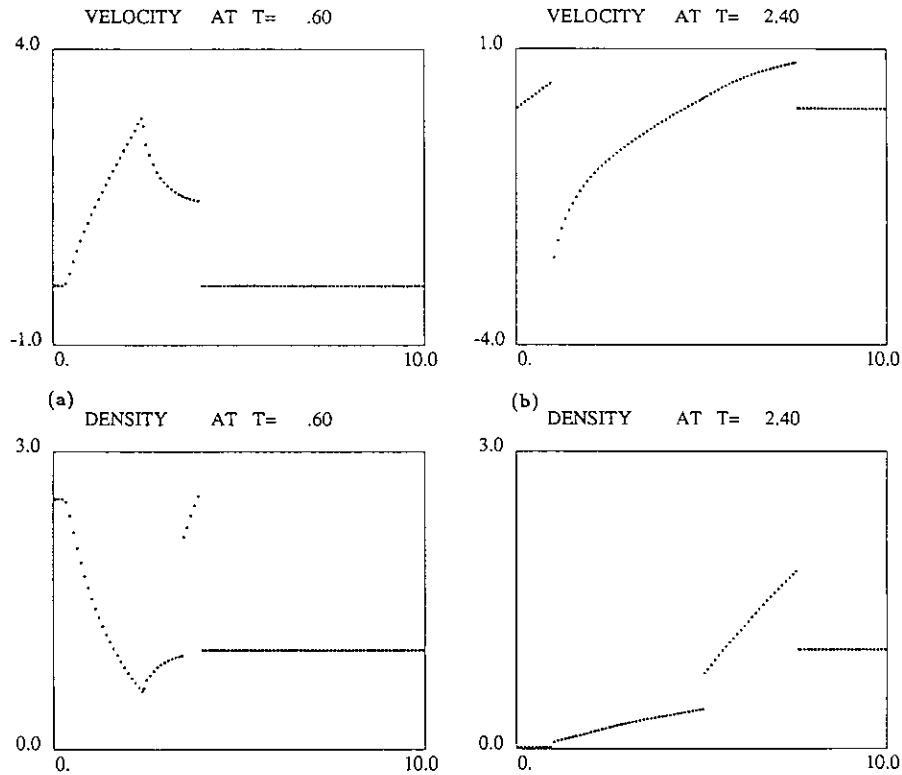 VELOCITY AT T= .60
4.0
-1.0
0. 10.0
(a)
VELOCITY AT T= 2.40
1.0
-4.0
0. 10.0
(b)
DENSITY AT T= .60
3.0
0.0
0. 10.0
DENSITY AT T= 2.40
3.0
0.0
0. 10.0